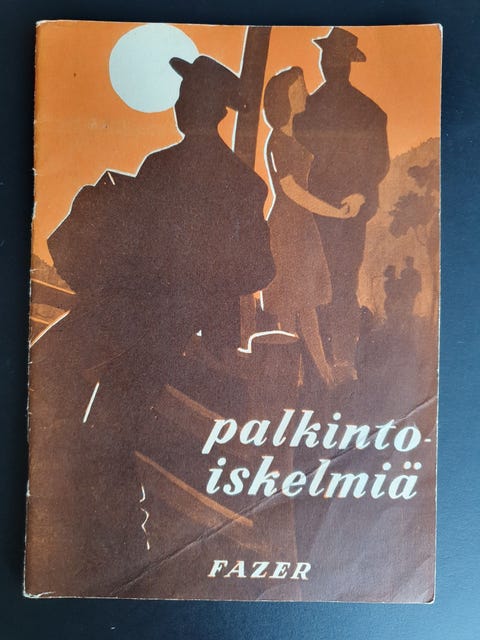 palkinto-
iskelmiä
FAZER